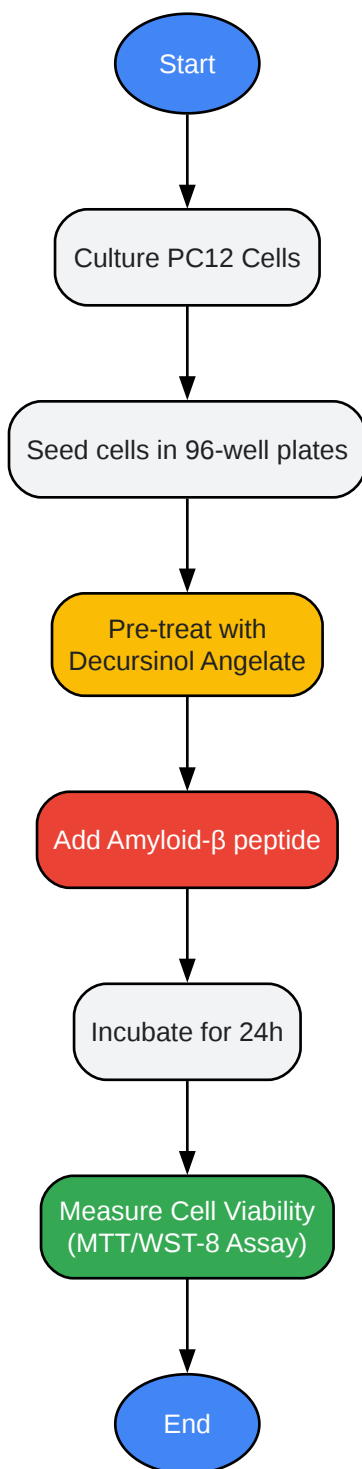 Start
Culture PC12 Cells
Seed cells in 96-well plates
Pre-treat with
Decursinol Angelate
Add Amyloid-β peptide
Incubate for 24h
Measure Cell Viability
(MTT/WST-8 Assay)
End